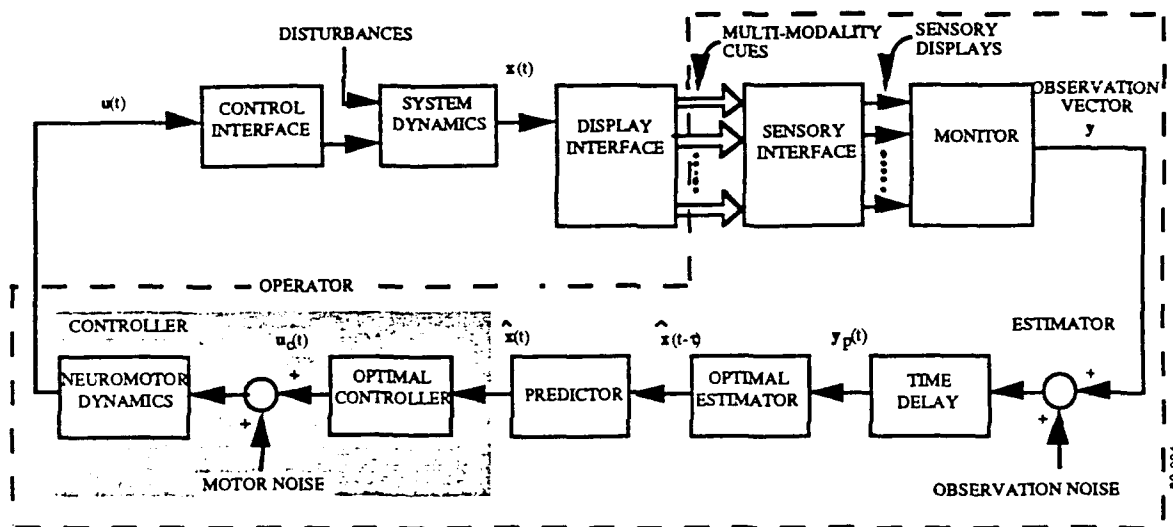 DISTURBANCES
MULTI-MODALITY
CUES
SENSORY
DISPLAYS
u(t)
CONTROL
INTERFACE
SYSTEM
DYNAMICS
x(t)
DISPLAY
INTERFACE
SENSORY
INTERFACE
MONITOR
OBSERVATION
VECTOR
y
OPERATOR
CONTROLLER
NEUROMOTOR
DYNAMICS
+
+
MOTOR NOISE
u_c(t)
OPTIMAL
CONTROLLER
x̂(t)
PREDICTOR
x̂(t-τ)
OPTIMAL
ESTIMATOR
y_p(t)
TIME
DELAY
ESTIMATOR
+
+
OBSERVATION NOISE